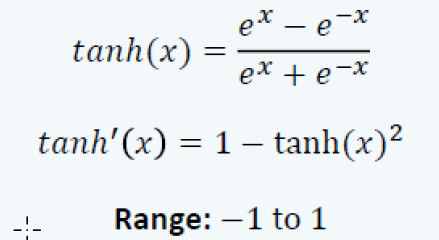 tanh(x) = (e^x − e^−x) / (e^x + e^−x)
tanh′(x) = 1 − tanh(x)²
Range: −1 to 1